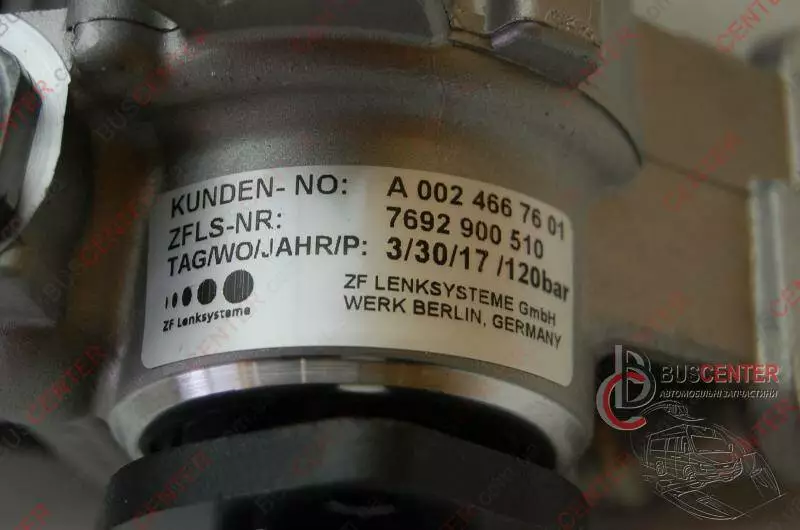 KUNDEN- NO: A 002 466 76 01
ZFLS-NR: 7692 900 510
TAG/WO/JAHR/P: 3/30/17 /120bar
ZF Lenksysteme
ZF LENKSYSTEME GmbH
WERK BERLIN, GERMANY
BUSCENTER
АВТОМОБІЛЬНІ ЗАПЧАСТИНИ